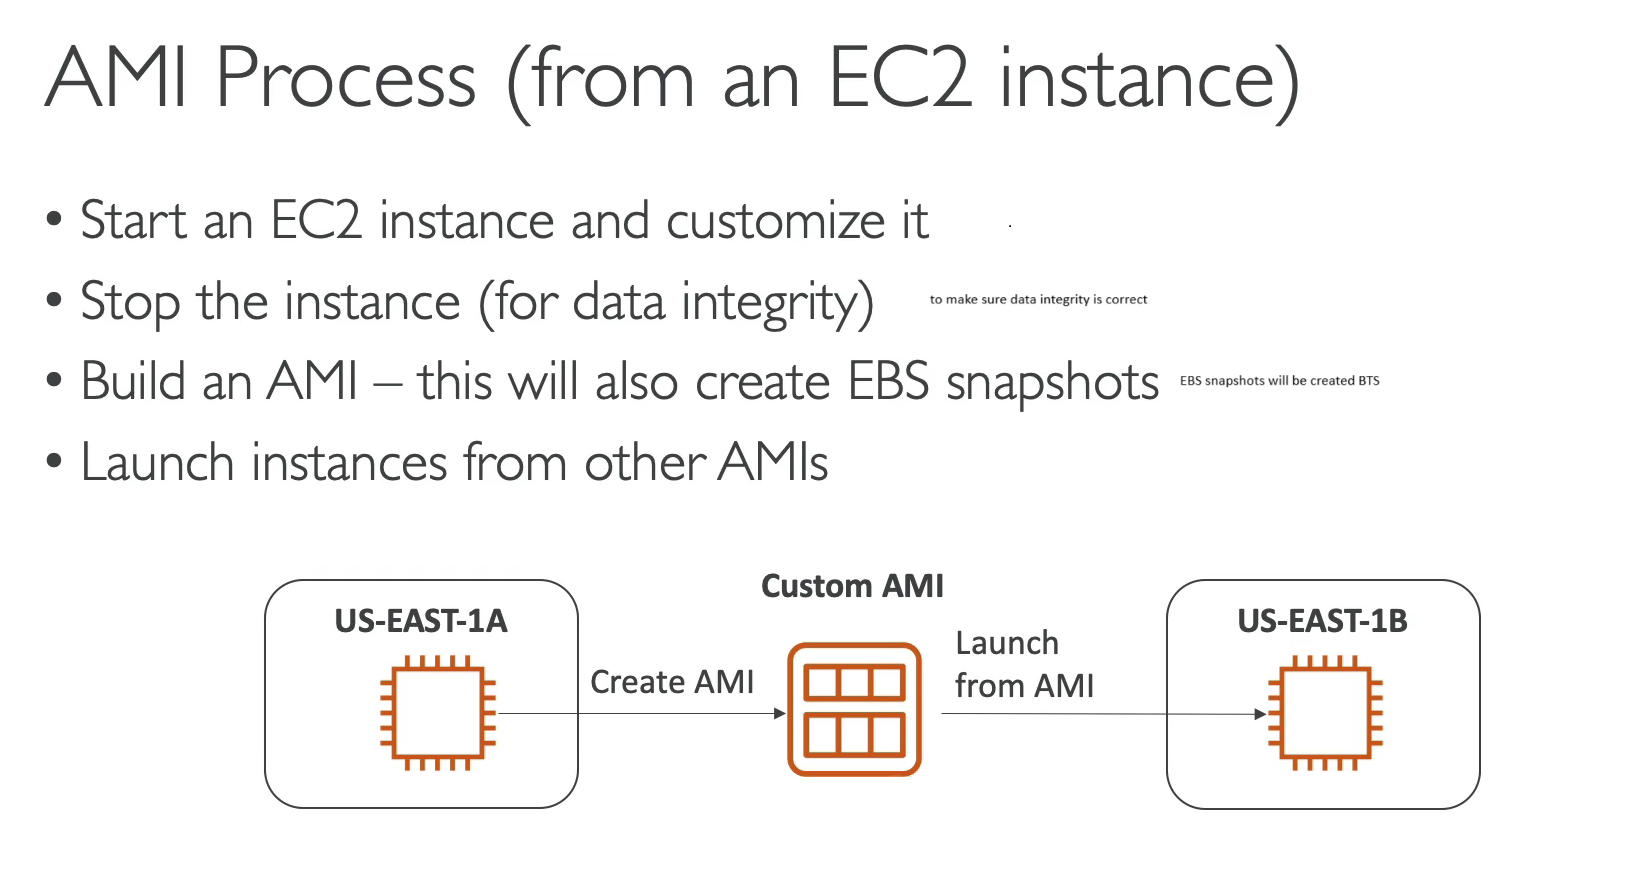 AMI Process (from an EC2 instance)
• Start an EC2 instance and customize it
• Stop the instance (for data integrity) to make sure data integrity is correct
• Build an AMI – this will also create EBS snapshots EBS snapshots will be created BTS
• Launch instances from other AMIs
Custom AMI
US-EAST-1A
US-EAST-1B
Create AMI
Launch
from AMI